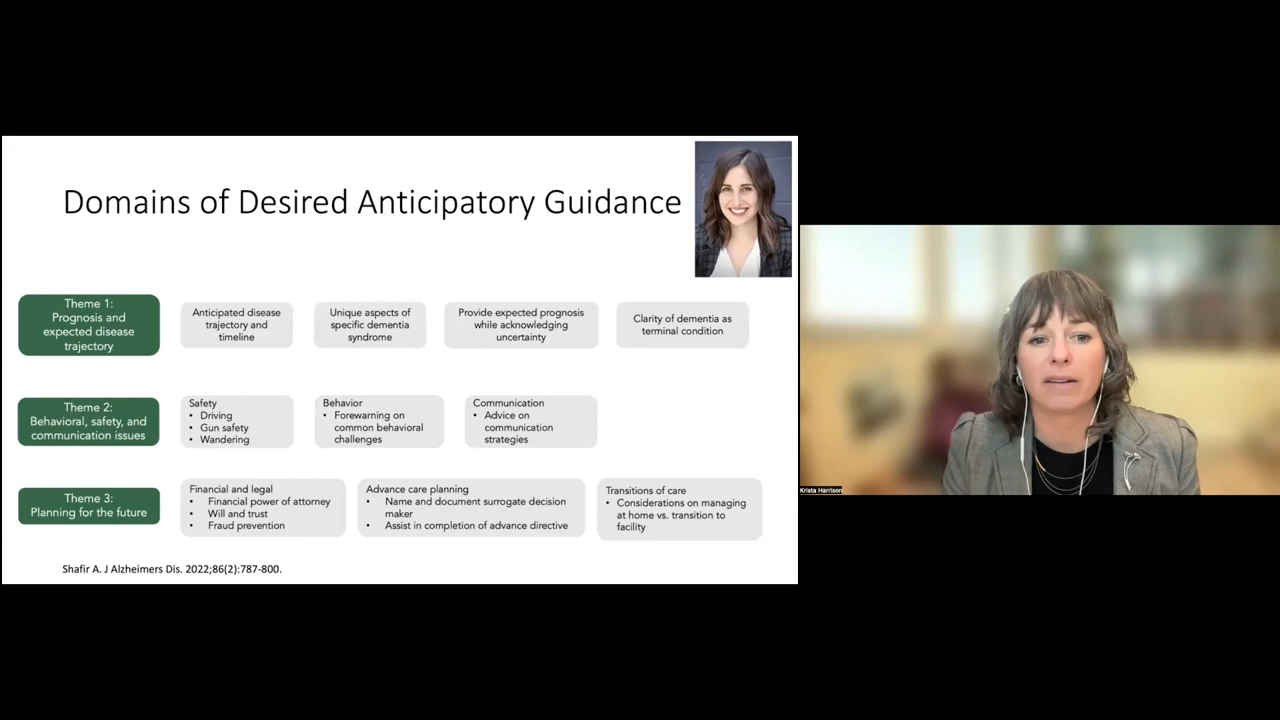 Domains of Desired Anticipatory Guidance
Theme 1:
Prognosis and
expected disease
trajectory
Anticipated disease
trajectory and
timeline
Unique aspects of
specific dementia
syndrome
Provide expected prognosis
while acknowledging
uncertainty
Clarity of dementia as
terminal condition
Theme 2:
Behavioral, safety, and
communication issues
Safety
• Driving
• Gun safety
• Wandering
Behavior
• Forewarning on
common behavioral
challenges
Communication
• Advice on
communication
strategies
Theme 3:
Planning for the future
Financial and legal
• Financial power of attorney
• Will and trust
• Fraud prevention
Advance care planning
• Name and document surrogate decision
maker
• Assist in completion of advance directive
Transitions of care
• Considerations on managing
at home vs. transition to
facility
Shafir A. J Alzheimers Dis. 2022;86(2):787-800.
Krista Harrison